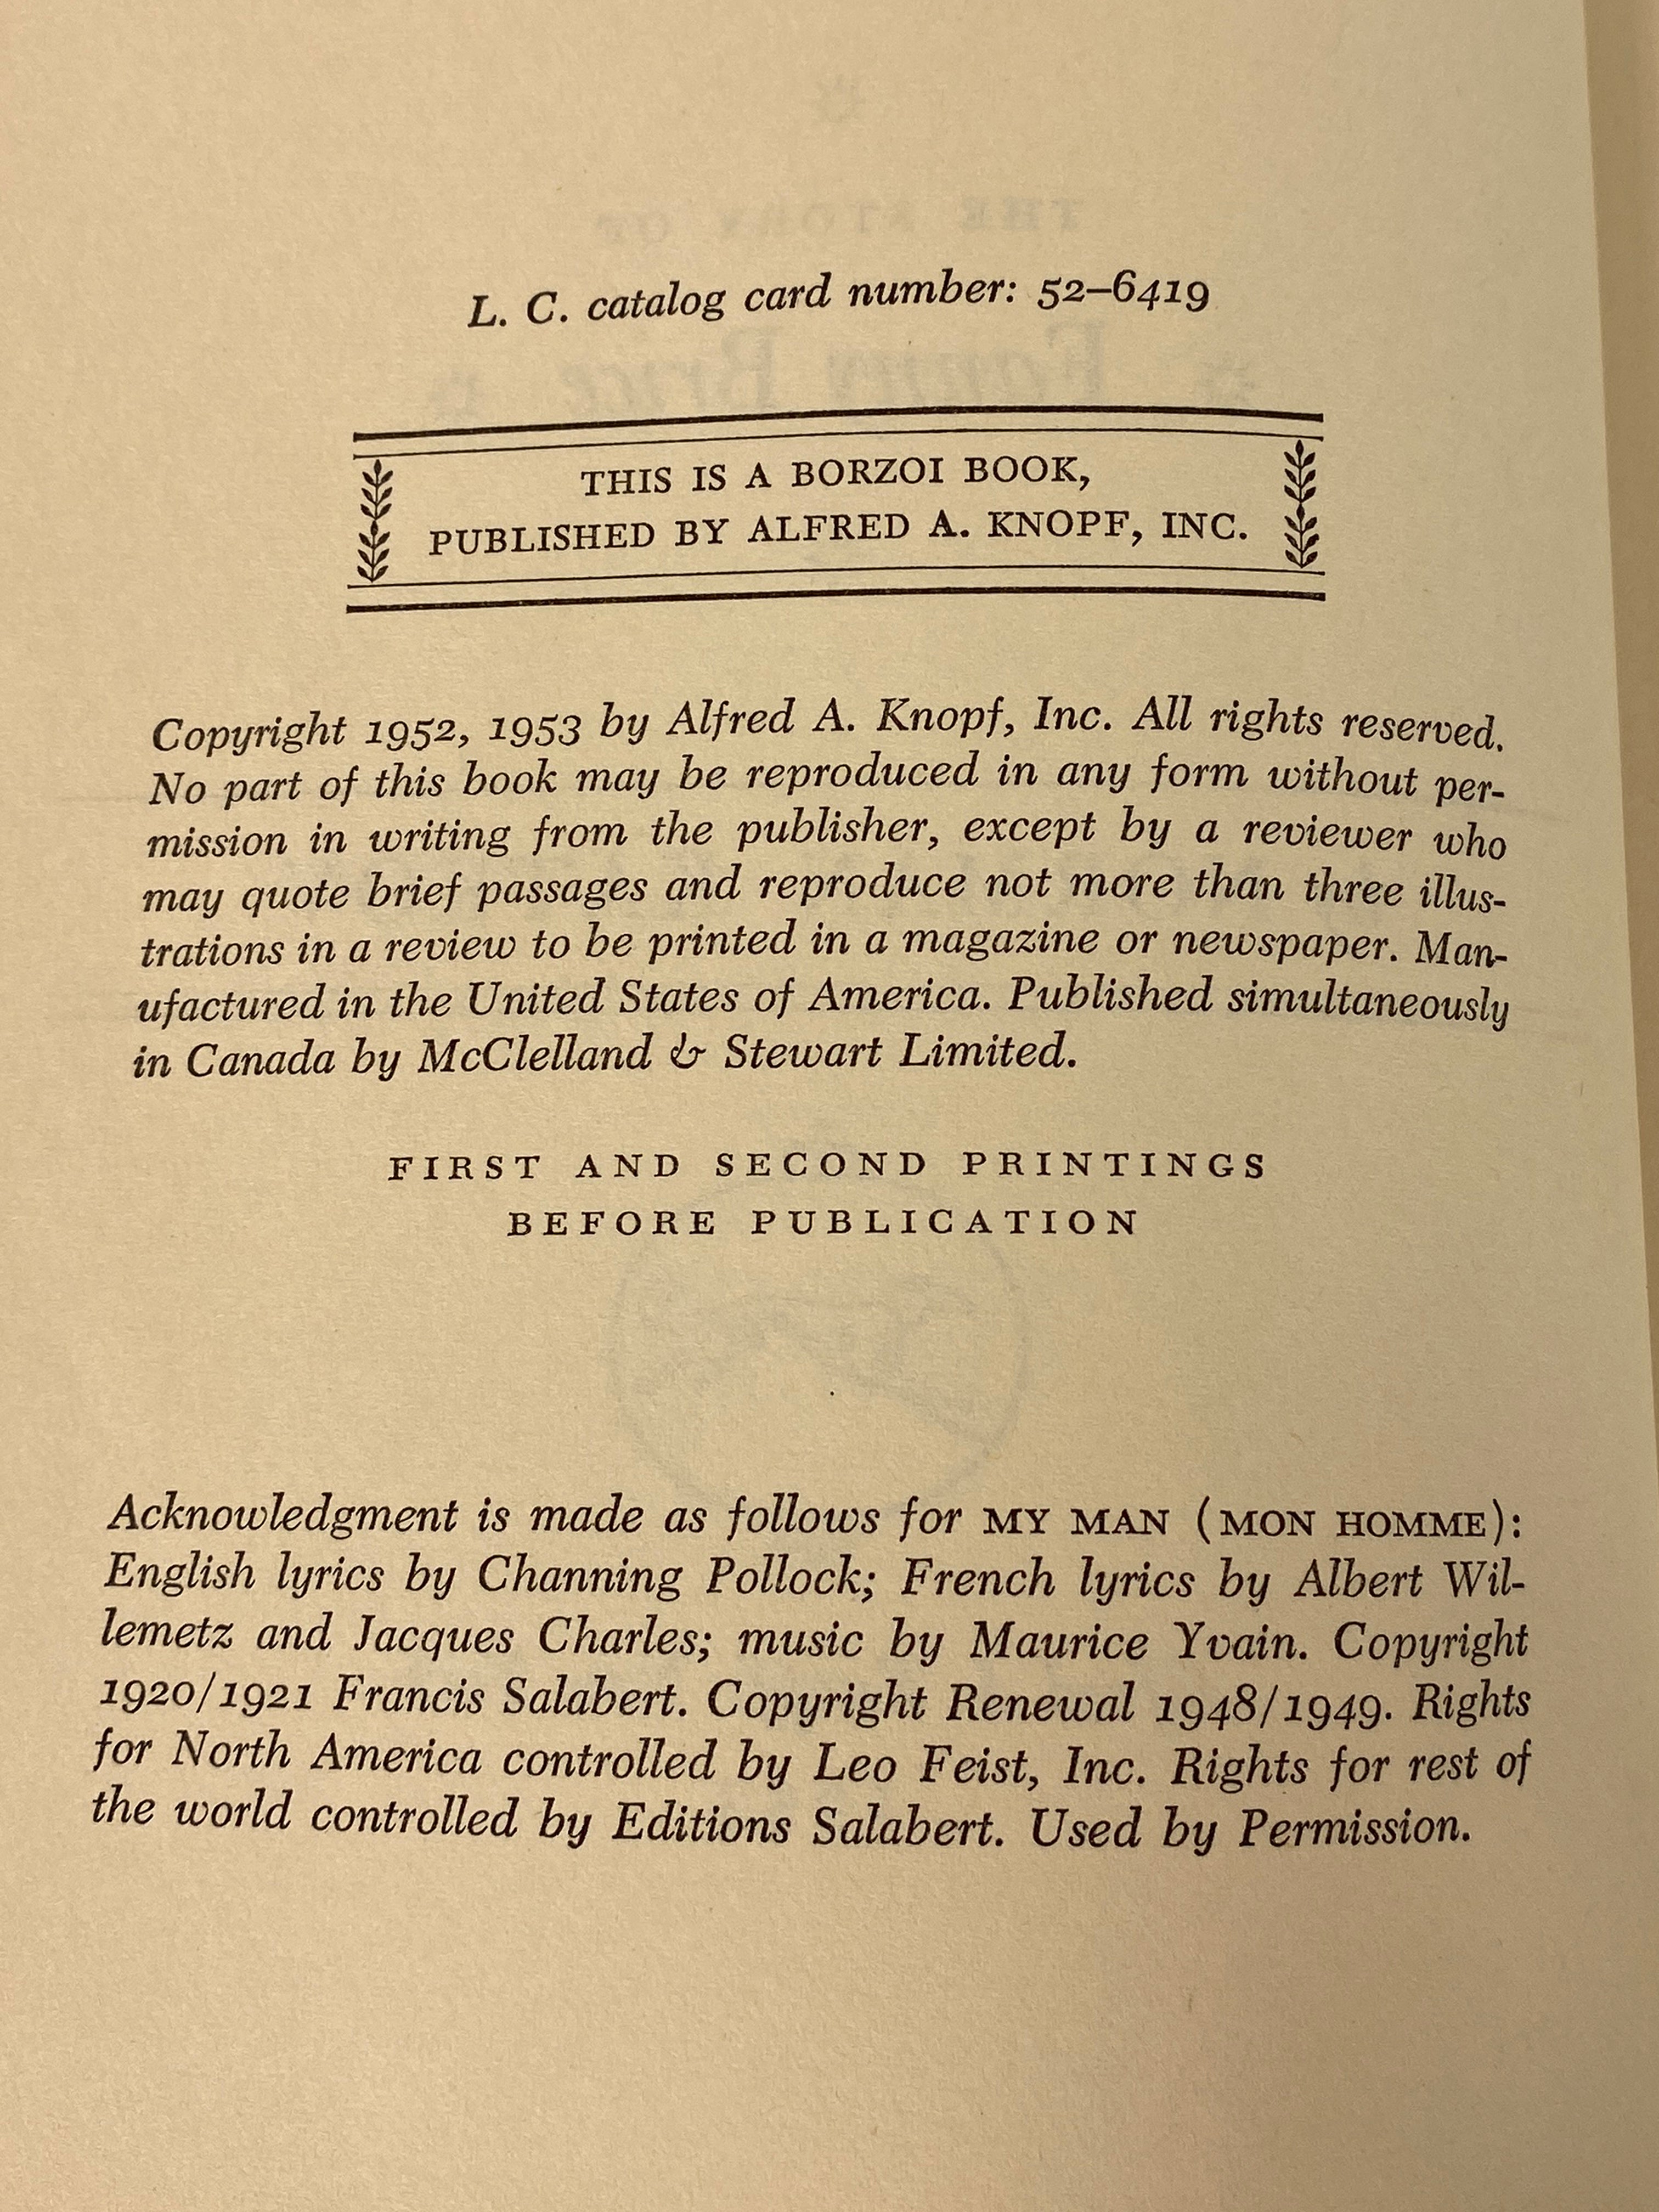 L. C. catalog card number: 52–6419
THIS IS A BORZOI BOOK,
PUBLISHED BY ALFRED A. KNOPF, INC.
Copyright 1952, 1953 by Alfred A. Knopf, Inc. All rights reserved.
No part of this book may be reproduced in any form without per-
mission in writing from the publisher, except by a reviewer who
may quote brief passages and reproduce not more than three illus-
trations in a review to be printed in a magazine or newspaper. Man-
ufactured in the United States of America. Published simultaneously
in Canada by McClelland & Stewart Limited.
FIRST AND SECOND PRINTINGS
BEFORE PUBLICATION
Acknowledgment is made as follows for MY MAN (MON HOMME):
English lyrics by Channing Pollock; French lyrics by Albert Wil-
lemetz and Jacques Charles; music by Maurice Yvain. Copyright
1920/1921 Francis Salabert. Copyright Renewal 1948/1949. Rights
for North America controlled by Leo Feist, Inc. Rights for rest of
the world controlled by Editions Salabert. Used by Permission.